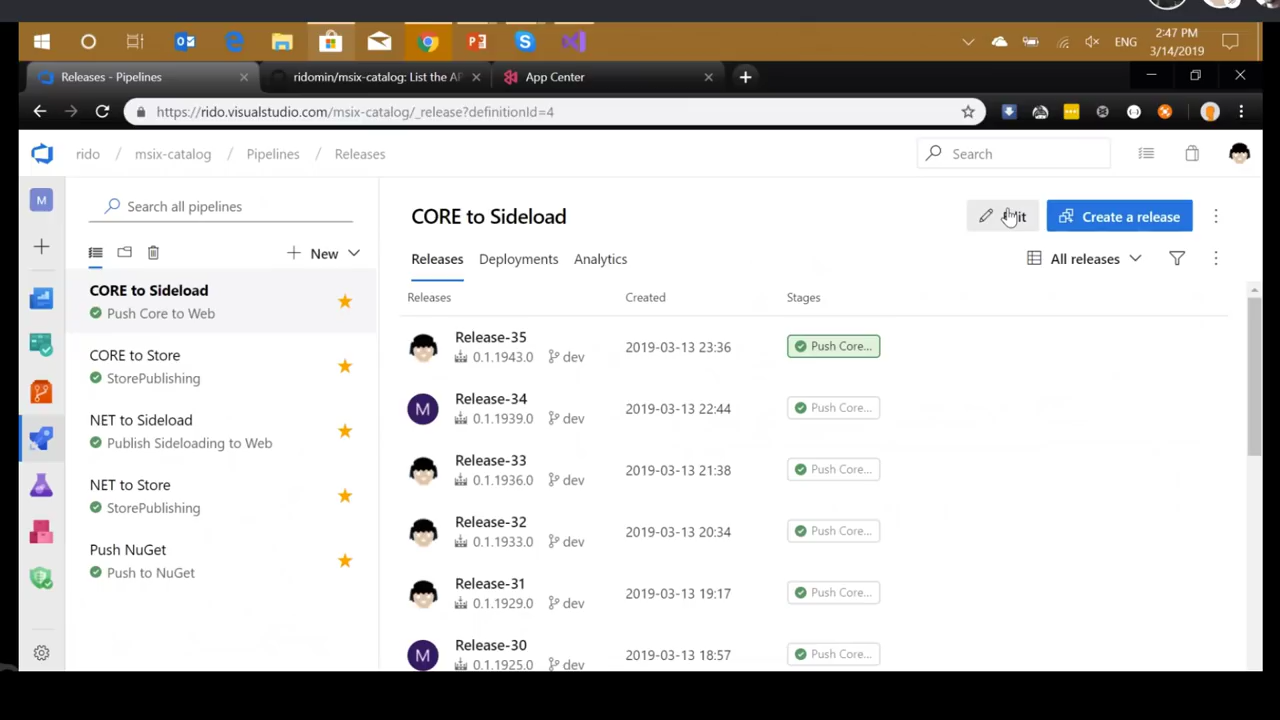 2:47 PM
ENG
3/14/2019
Releases - Pipelines
ridomin/msix-catalog: List the AP
App Center
https://rido.visualstudio.com/msix-catalog/_release?definitionId=4
rido / msix-catalog / Pipelines / Releases
Search
M
Search all pipelines
New
CORE to Sideload
Push Core to Web
CORE to Store
StorePublishing
NET to Sideload
Publish Sideloading to Web
NET to Store
StorePublishing
Push NuGet
Push to NuGet
CORE to Sideload
Create a release
Releases Deployments Analytics
All releases
Releases Created Stages
Release-35
0.1.1943.0 dev 2019-03-13 23:36 Push Core...
Release-34
M 0.1.1939.0 dev 2019-03-13 22:44 Push Core...
Release-33
0.1.1936.0 dev 2019-03-13 21:38 Push Core...
Release-32
0.1.1933.0 dev 2019-03-13 20:34 Push Core...
Release-31
0.1.1929.0 dev 2019-03-13 19:17 Push Core...
Release-30
M 0.1.1925.0 dev 2019-03-13 18:57 Push Core...